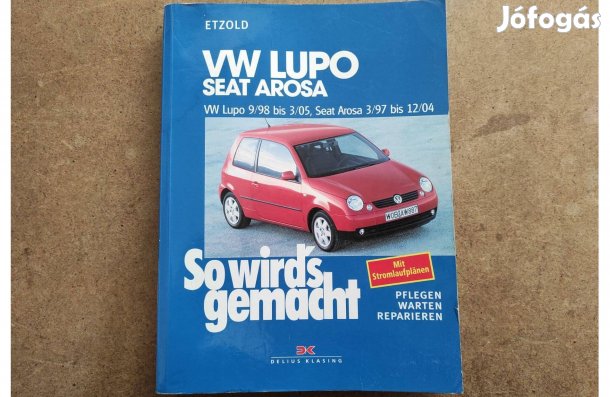 Jófogás
ETZOLD
VW LUPO
SEAT AROSA
VW Lupo 9/98 bis 3/05, Seat Arosa 3/97 bis 12/04
Mit
Stromlaufplänen
So wird's
gemacht
PFLEGEN
WARTEN
REPARIEREN
DELIUS KLASING